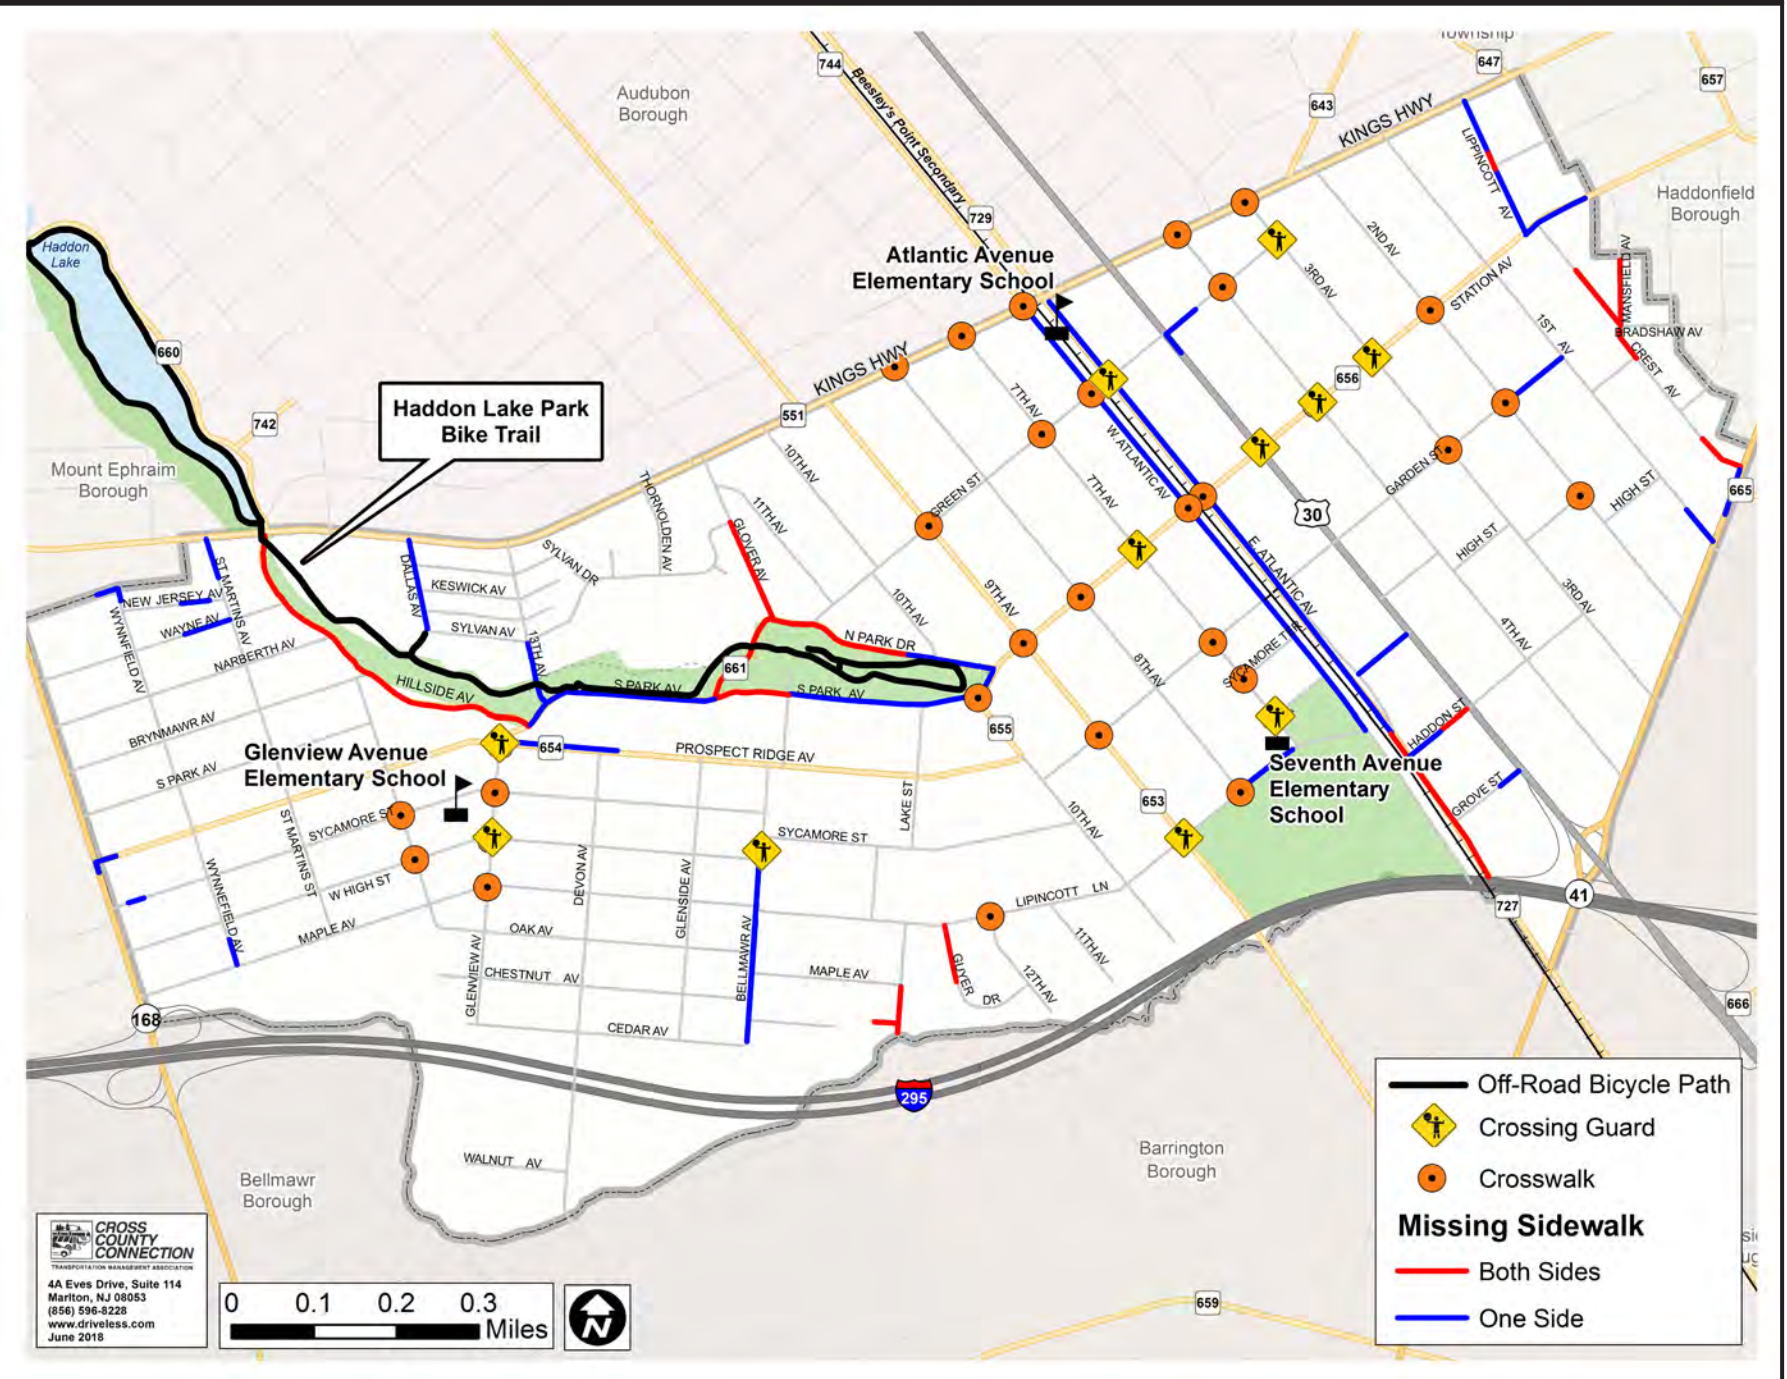 Township
647
657
744
Audubon
Borough
Beesley's Point Secondary
643
KINGS HWY
LIPPINCOTT AV
Haddonfield
Borough
729
2ND AV
Haddon
Lake
Atlantic Avenue
Elementary School
3RD AV
STATION AV
MANSFIELD AV
1ST AV
BRADSHAW AV
CREST AV
660
KINGS HWY
656
Haddon Lake Park
Bike Trail
742
551
7TH AV
W. ATLANTIC AV
Mount Ephraim
Borough
10TH AV
GREEN ST
7TH AV
GARDEN ST
HIGH ST
665
THORNOLDEN AV
11TH AV
30
GLOVER AV
HIGH ST
SYLVAN DR
E. ATLANTIC AV
DALLAS AV
KESWICK AV
ST MARTINS AV
NEW JERSEY AV
WYNNFIELD AV
WAYNE AV
10TH AV
9TH AV
3RD AV
4TH AV
SYLVAN AV
13TH AV
N PARK DR
NARBERTH AV
661
8TH AV
HILLSIDE AV
S PARK AV
S PARK AV
BRYNMAWR AV
655
HADDON ST
Glenview Avenue
Elementary School
654
PROSPECT RIDGE AV
Seventh Avenue
Elementary
School
S PARK AV
GROVE ST
653
LAKE ST
10TH AV
SYCAMORE ST
ST MARTINS ST
SYCAMORE ST
WYNNEFIELD AV
W HIGH ST
DEVON AV
GLENSIDE AV
LIPINCOTT LN
41
727
MAPLE AV
OAK AV
BELLMAWR AV
11TH AV
GLENVIEW AV
CHESTNUT AV
MAPLE AV
GUYER DR
12TH AV
666
168
CEDAR AV
295
Off-Road Bicycle Path
Crossing Guard
Crosswalk
Missing Sidewalk
Both Sides
One Side
WALNUT AV
Barrington
Borough
Bellmawr
Borough
CROSS
COUNTY
CONNECTION
TRANSPORTATION MANAGEMENT ASSOCIATION
4A Eves Drive, Suite 114
Marlton, NJ 08053
(856) 596-8228
www.driveless.com
June 2018
0 0.1 0.2 0.3
Miles
N
659